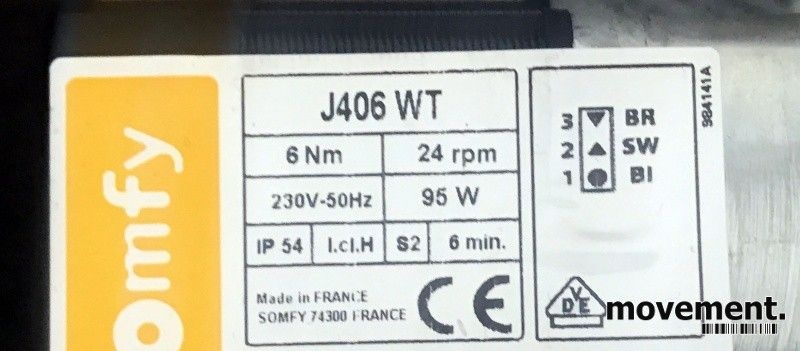 somfy
J406 WT
6 Nm 24 rpm
230V-50Hz 95 W
IP 54 I.cl.H S2 6 min.
Made in FRANCE
SOMFY 74300 FRANCE
CE
3 BR
2 SW
1 BI
984141A
VDE
movement.